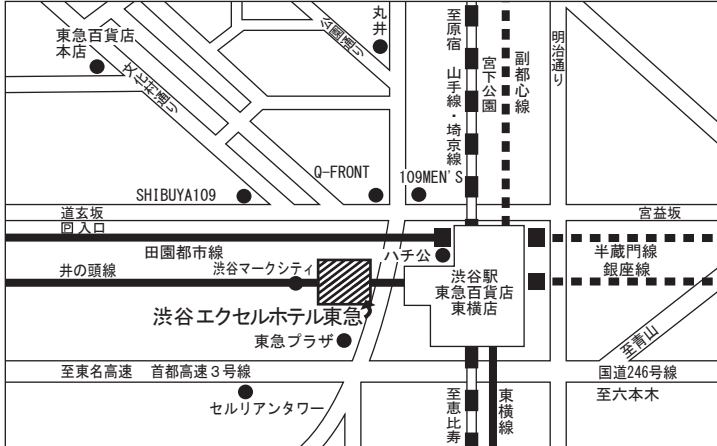 東急百貨店
本店
文化村通り
公園通り
丸井
至原宿
山手線・埼京線
宮下公園
副都心線
明治通り
Q-FRONT
109MEN'S
SHIBUYA109
道玄坂
宮益坂
P入口
田園都市線
ハチ公
半蔵門線
銀座線
井の頭線
渋谷マークシティ
渋谷駅
東急百貨店
東横店
渋谷エクセルホテル東急
東急プラザ
至青山
至東名高速 首都高速3号線
国道246号線
セルリアンタワー
至恵比寿
東横線
至六本木